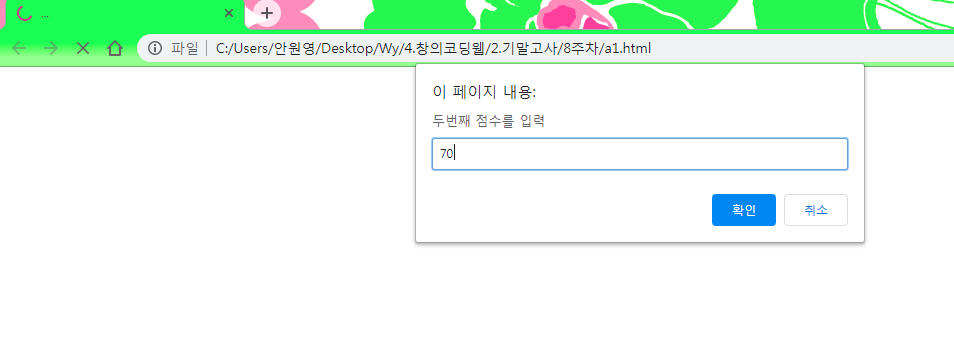 ...
파일 C:/Users/안원영/Desktop/Wy/4.창의코딩웰/2.기말고사/8주차/a1.html
이 페이지 내용:
두번째 점수를 입력
70
확인 취소